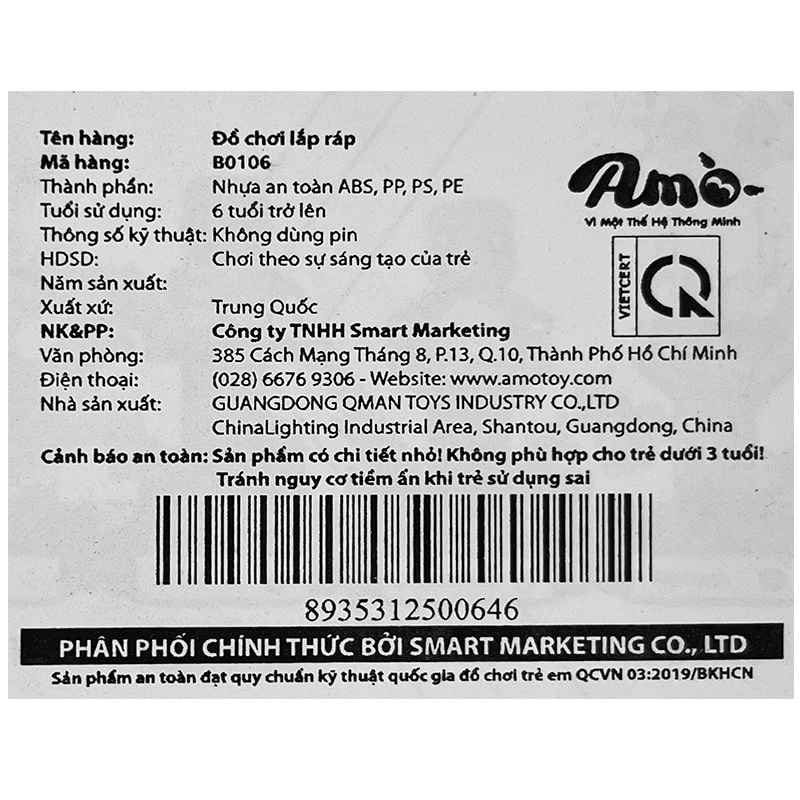 Tên hàng: Đồ chơi lắp ráp
Mã hàng: B0106
Thành phần: Nhựa an toàn ABS, PP, PS, PE
Tuổi sử dụng: 6 tuổi trở lên
Thông số kỹ thuật: Không dùng pin
HDSD: Chơi theo sự sáng tạo của trẻ
Năm sản xuất:
Xuất xứ: Trung Quốc
NK&PP: Công ty TNHH Smart Marketing
Văn phòng: 385 Cách Mạng Tháng 8, P.13, Q.10, Thành Phố Hồ Chí Minh
Điện thoại: (028) 6676 9306 - Website: www.amotoy.com
Nhà sản xuất: GUANGDONG QMAN TOYS INDUSTRY CO.,LTD
ChinaLighting Industrial Area, Shantou, Guangdong, China
Amò
Vì Một Thế Hệ Thông Minh
VIETCERT
CR
Cảnh báo an toàn: Sản phẩm có chi tiết nhỏ! Không phù hợp cho trẻ dưới 3 tuổi!
Tránh nguy cơ tiềm ẩn khi trẻ sử dụng sai
8935312500646
PHÂN PHỐI CHÍNH THỨC BỞI SMART MARKETING CO., LTD
Sản phẩm an toàn đạt quy chuẩn kỹ thuật quốc gia đồ chơi trẻ em QCVN 03:2019/BKHCN